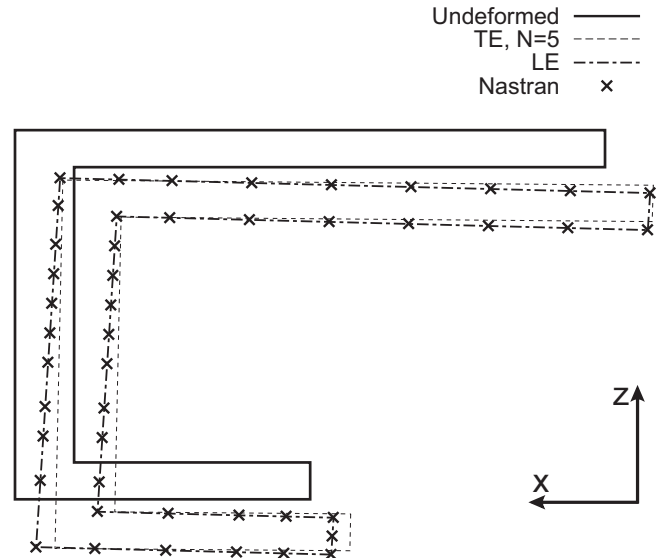 Undeformed
TE, N=5
LE
Nastran
z
x